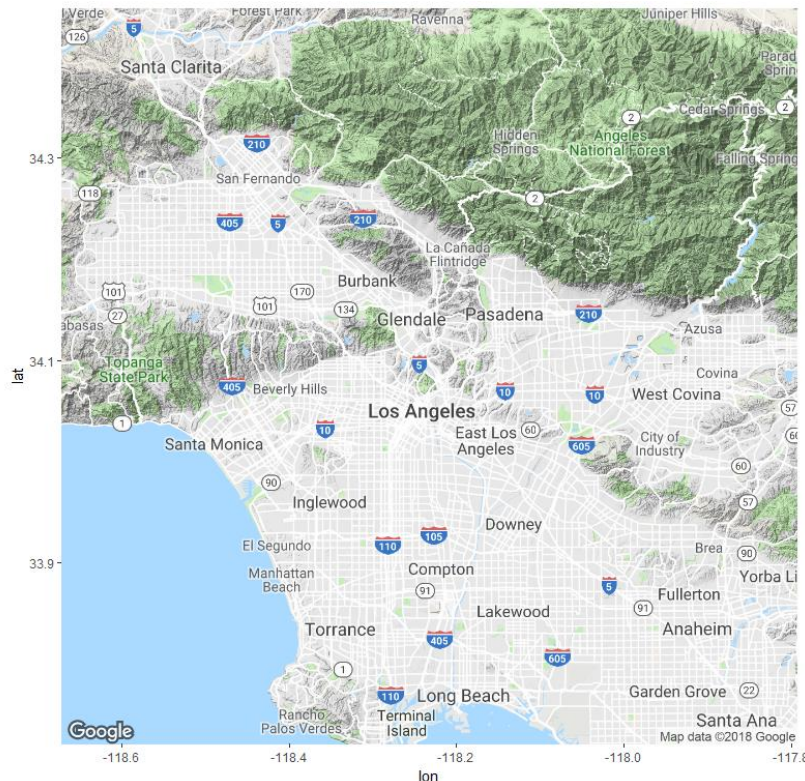 Verde
Forest Park
Ravenna
Juniper Hills
5
126
Santa Clarita
2
Cedar Springs
2
Hidden
Springs
Angeles
National Forest
34.3
210
Falling Spring
San Fernando
118
2
405
5
210
La Cañada
Flintridge
Burbank
101
101
170
134
27
Glendale
Pasadena
210
Azusa
abasas
34.1
Topanga
State Park
405
Beverly Hills
5
10
10
Covina
West Covina
lat
57
Los Angeles
1
10
East Los
Angeles
60
605
City of
Industry
Santa Monica
60
90
57
Inglewood
Downey
El Segundo
110
105
Brea
90
33.9
Manhattan
Beach
Compton
91
5
Yorba Li
Fullerton
91
Lakewood
Torrance
405
Anaheim
605
1
110
Long Beach
Garden Grove
22
Rancho
Palos Verdes
Terminal
Island
Santa Ana
Google
Map data ©2018 Google
-118.6
-118.4
-118.2
-118.0
-117.8
lon